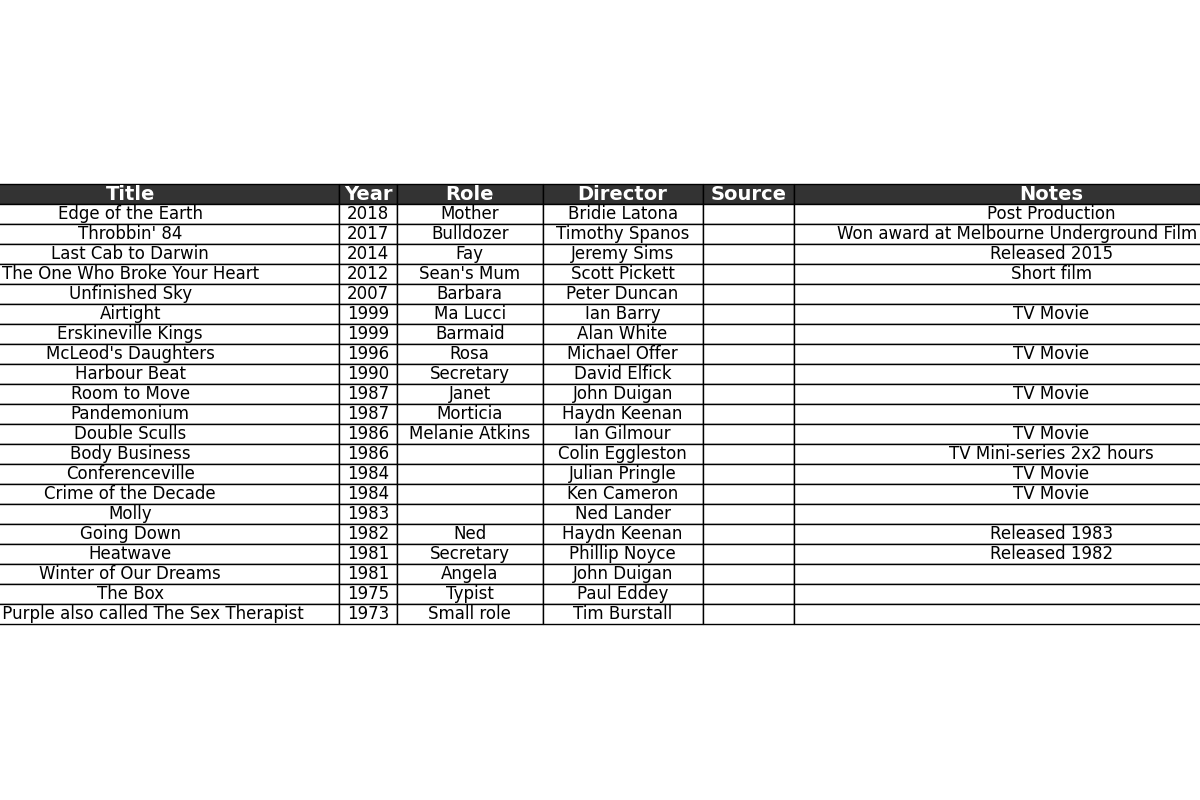 Title Year Role Director Source Notes
Edge of the Earth 2018 Mother Bridie Latona Post Production
Throbbin' 84 2017 Bulldozer Timothy Spanos Won award at Melbourne Underground Film
Last Cab to Darwin 2014 Fay Jeremy Sims Released 2015
The One Who Broke Your Heart 2012 Sean's Mum Scott Pickett Short film
Unfinished Sky 2007 Barbara Peter Duncan
Airtight 1999 Ma Lucci Ian Barry TV Movie
Erskineville Kings 1999 Barmaid Alan White
McLeod's Daughters 1996 Rosa Michael Offer TV Movie
Harbour Beat 1990 Secretary David Elfick
Room to Move 1987 Janet John Duigan TV Movie
Pandemonium 1987 Morticia Haydn Keenan
Double Sculls 1986 Melanie Atkins Ian Gilmour TV Movie
Body Business 1986 Colin Eggleston TV Mini-series 2x2 hours
Conferenceville 1984 Julian Pringle TV Movie
Crime of the Decade 1984 Ken Cameron TV Movie
Molly 1983 Ned Lander
Going Down 1982 Ned Haydn Keenan Released 1983
Heatwave 1981 Secretary Phillip Noyce Released 1982
Winter of Our Dreams 1981 Angela John Duigan
The Box 1975 Typist Paul Eddey
Purple also called The Sex Therapist 1973 Small role Tim Burstall